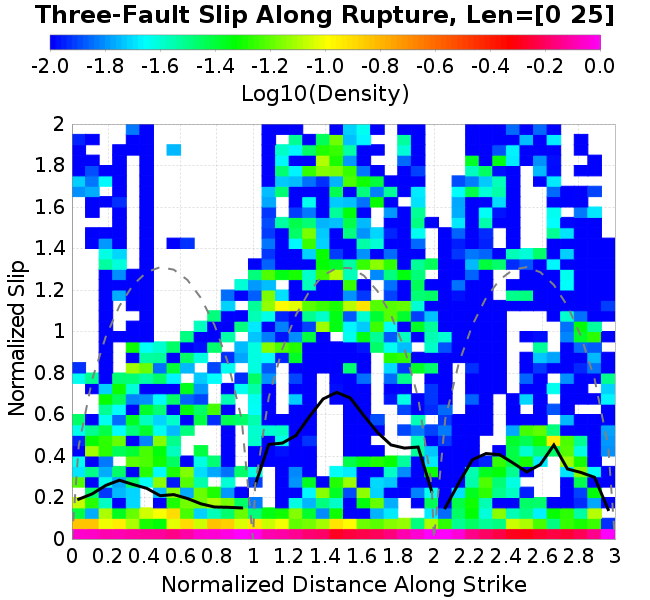 Three-Fault Slip Along Rupture, Len=[0 25]
-2.0 -1.8 -1.6 -1.4 -1.2 -1.0 -0.8 -0.6 -0.4 -0.2 0.0
Log10(Density)
2
1.8
1.6
1.4
1.2
1
0.8
0.6
0.4
0.2
0
Normalized Slip
0 0.2 0.4 0.6 0.8 1 1.2 1.4 1.6 1.8 2 2.2 2.4 2.6 2.8 3
Normalized Distance Along Strike